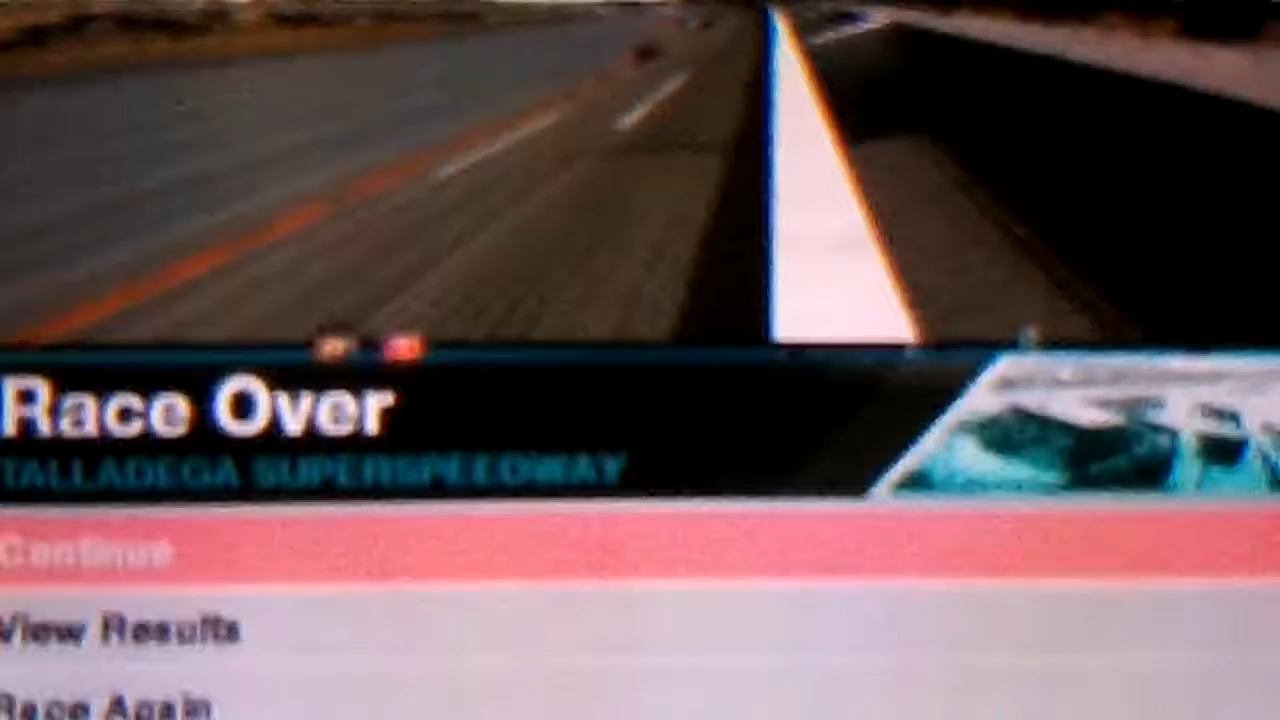 Race Over
TALLADEGA SUPERSPEEDWAY
Continue
View Results
Race Again